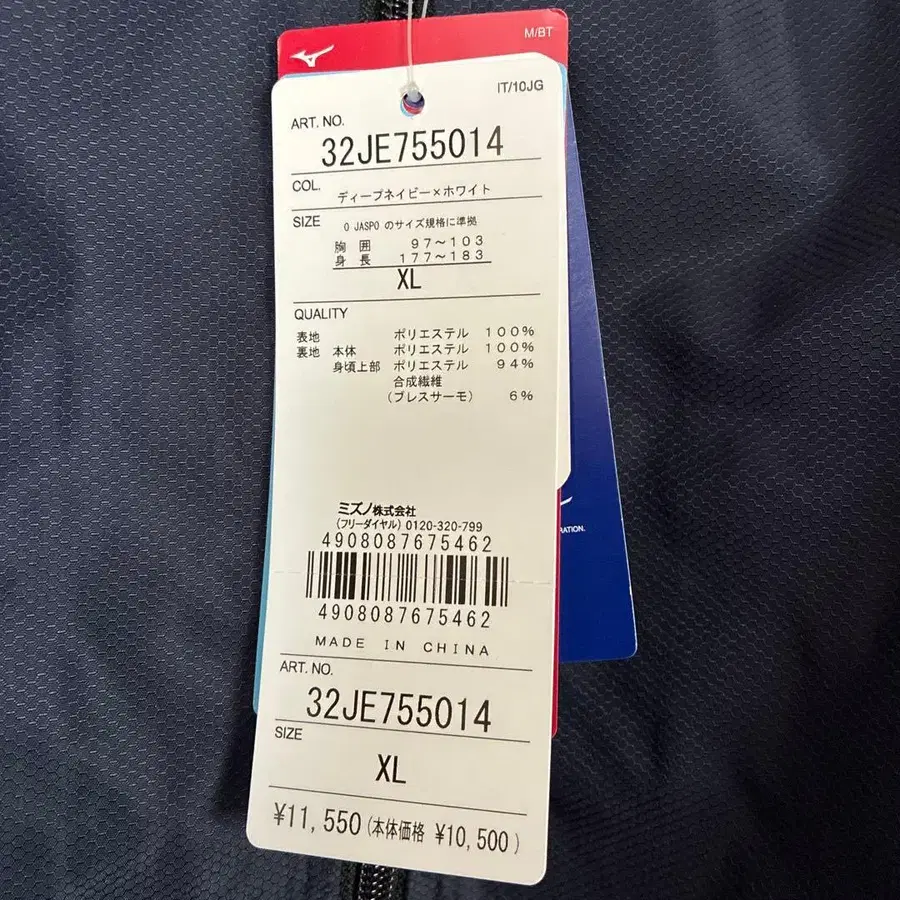 M/BT
IT/10JG
ART. NO.
32JE755014
COL.
ディープネイビー×ホワイト
SIZE
O JASPO のサイズ規格に準拠
胸 囲 97～103
身 長 177～183
XL
QUALITY
表地 ポリエステル 100%
裏地 本体 ポリエステル 100%
身頃上部 ポリエステル 94%
合成繊維
(ブレスサーモ) 6%
ミズノ株式会社
(フリーダイヤル) 0120-320-799
4908087675462
4908087675462
MADE IN CHINA
ART. NO.
32JE755014
SIZE
XL
¥11,550(本体価格 ¥10,500)